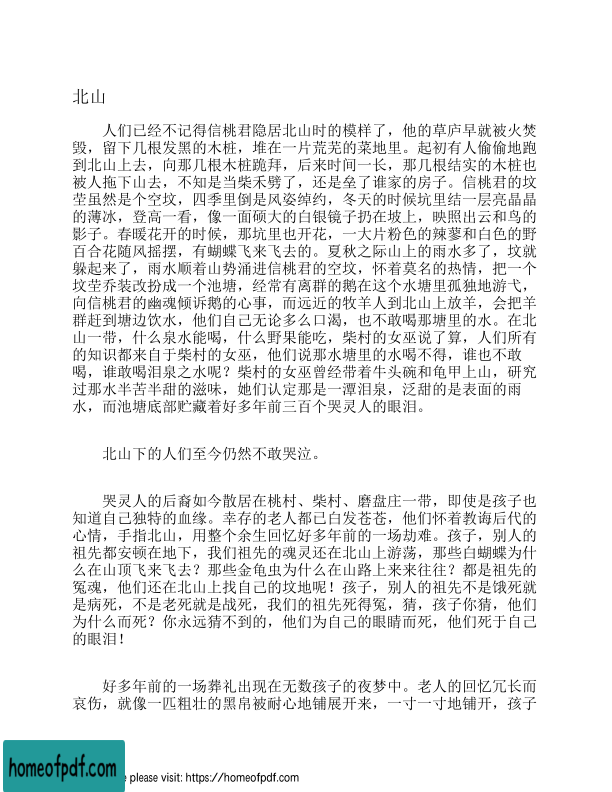 北山
人们已经不记得信桃君隐居北山时的模样了，他的草庐早就被火焚
毁，留下几根发黑的木桩，堆在一片荒芜的菜地里。起初有人偷偷地跑
到北山上去，向那几根木桩跪拜，后来时间一长，那几根结实的木桩也
被人拖下山去，不知是当柴禾劈了，还是垒了谁家的房子。信桃君的坟
茔虽然是个空坟，四季里倒是风姿绰约，冬天的时候坑里结一层亮晶晶
的薄冰，登高一看，像一面硕大的白银镜子扔在坡上，映照出云和鸟的
影子。春暖花开的时候，那坑里也开花，一大片粉色的辣蓼和白色的野
百合花随风摇摆，有蝴蝶飞来飞去的。夏秋之际山上的雨水多了，坟就
躲起来了，雨水顺着山势涌进信桃君的空坟，怀着莫名的热情，把一个
坟茔乔装改扮成一个池塘，经常有离群的鹅在这个水塘里孤独地游弋，
向信桃君的幽魂倾诉鹅的心事，而远近的牧羊人到北山上放羊，会把羊
群赶到塘边饮水，他们自己无论多么口渴，也不敢喝那塘里的水。在北
山一带，什么泉水能喝，什么野果能吃，柴村的女巫说了算，人们所有
的知识都来自于柴村的女巫，他们说那水塘里的水喝不得，谁也不敢
喝，谁敢喝泪泉之水呢？柴村的女巫曾经带着牛头碗和龟甲上山，研究
过那水半苦半甜的滋味，她们认定那是一潭泪泉，泛甜的是表面的雨
水，而池塘底部贮藏着好多年前三百个哭灵人的眼泪。
北山下的人们至今仍然不敢哭泣。
哭灵人的后裔如今散居在桃村、柴村、磨盘庄一带，即使是孩子也
知道自己独特的血缘。幸存的老人都已白发苍苍，他们怀着教诲后代的
心情，手指北山，用整个余生回忆好多年前的一场劫难。孩子，别人的
祖先都安顿在地下，我们祖先的魂灵还在北山上游荡，那些白蝴蝶为什
么在山顶飞来飞去？那些金龟虫为什么在山路上来来往往？都是祖先的
冤魂，他们还在北山上找自己的坟地呢！孩子，别人的祖先不是饿死就
是病死，不是老死就是战死，我们的祖先死得冤，猜，孩子你猜，他们
为什么而死？你永远猜不到的，他们为自己的眼睛而死，他们死于自己
的眼泪！
好多年前的一场葬礼出现在无数孩子的夜梦中。老人的回忆冗长而
哀伤，就像一匹粗壮的黑帛被耐心地铺展开来，一寸一寸地铺开，孩子
homeofpdf.com
e please visit: https://homeofpdf.com